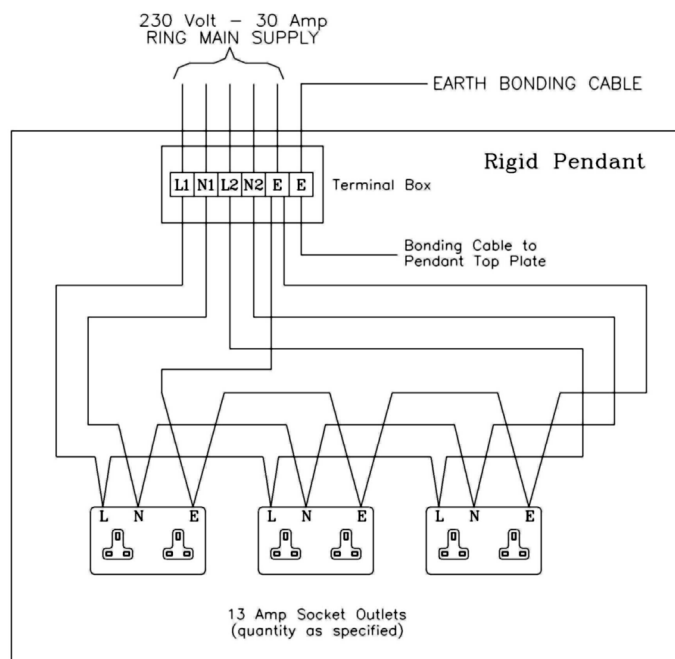 230 Volt – 30 Amp
RING MAIN SUPPLY
EARTH BONDING CABLE
Rigid Pendant
L1 N1 L2 N2 E E
Terminal Box
Bonding Cable to
Pendant Top Plate
L N E L N E L N E
13 Amp Socket Outlets
(quantity as specified)